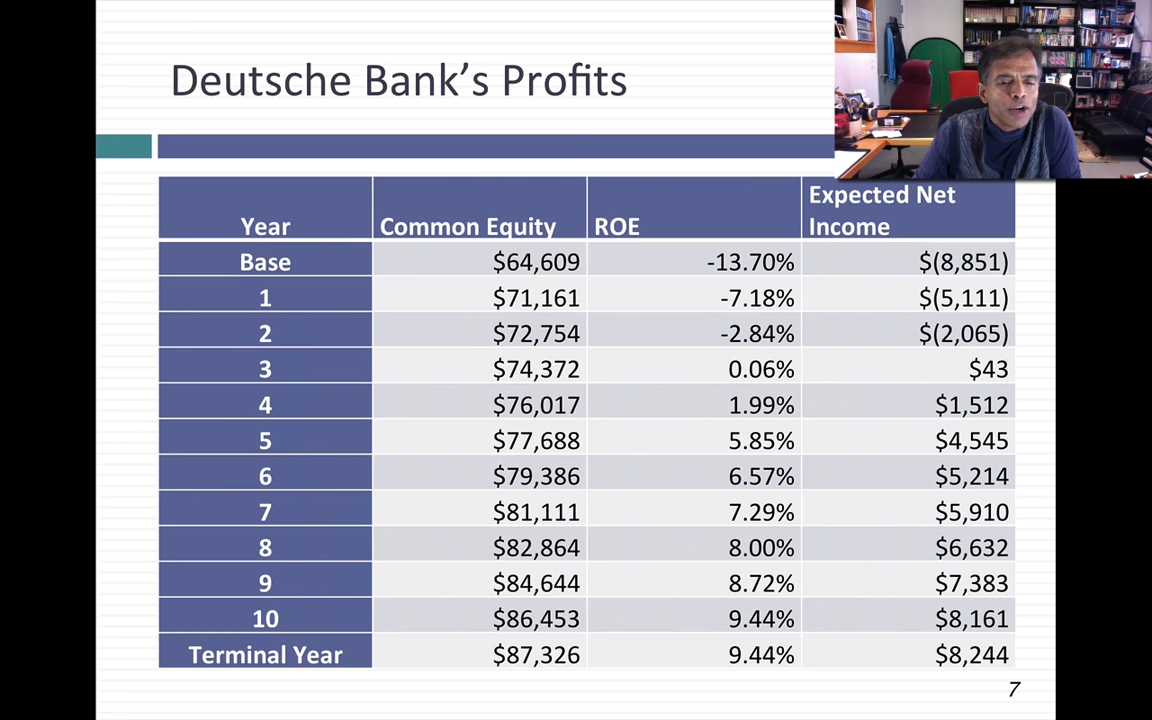 Deutsche Bank’s Profits
Year Common Equity ROE Expected Net Income
Base $64,609 -13.70% $(8,851)
1 $71,161 -7.18% $(5,111)
2 $72,754 -2.84% $(2,065)
3 $74,372 0.06% $43
4 $76,017 1.99% $1,512
5 $77,688 5.85% $4,545
6 $79,386 6.57% $5,214
7 $81,111 7.29% $5,910
8 $82,864 8.00% $6,632
9 $84,644 8.72% $7,383
10 $86,453 9.44% $8,161
Terminal Year $87,326 9.44% $8,244
7